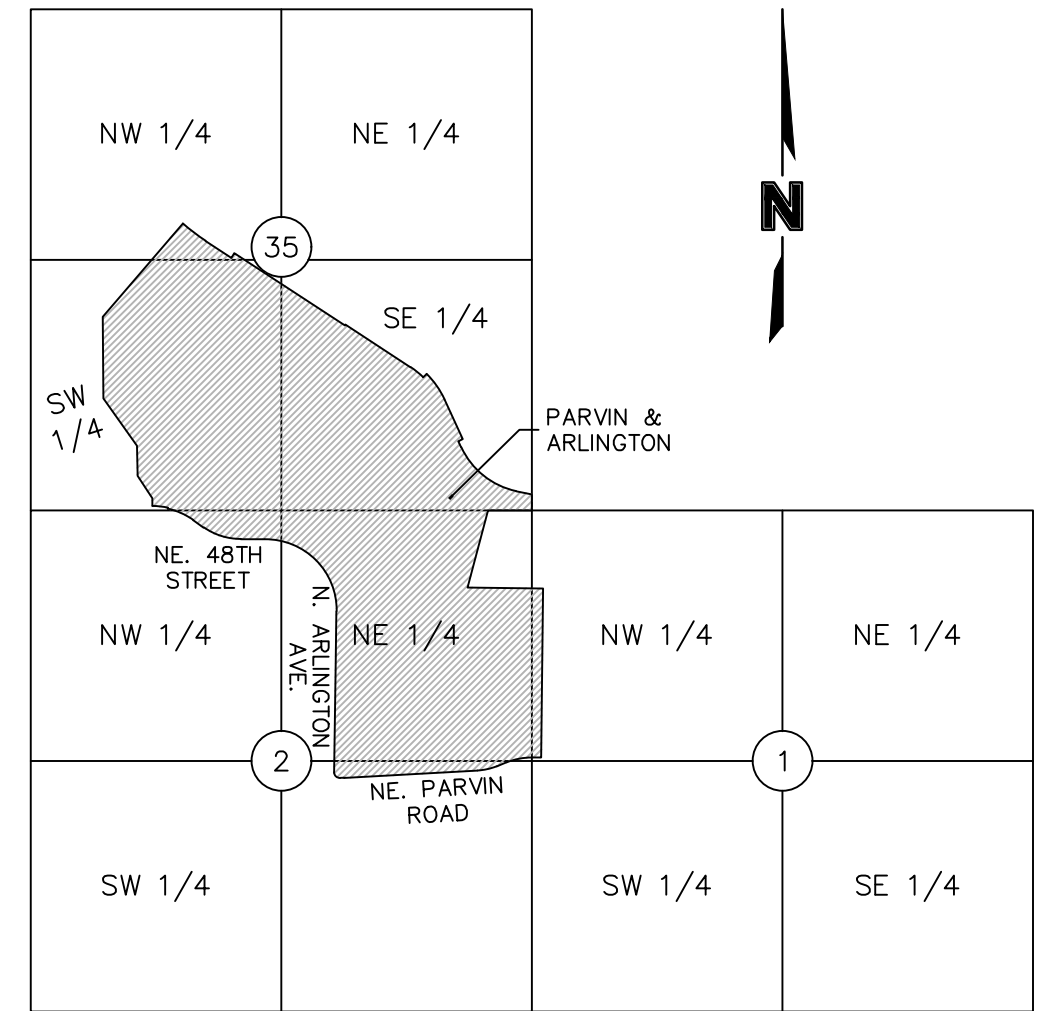 NW 1/4
NE 1/4
N
35
SE 1/4
SW
1/4
PARVIN &
ARLINGTON
NE. 48TH
STREET
N. ARLINGTON
AVE.
NW 1/4
NE 1/4
NW 1/4
NE 1/4
2
1
NE. PARVIN
ROAD
SW 1/4
SW 1/4
SE 1/4